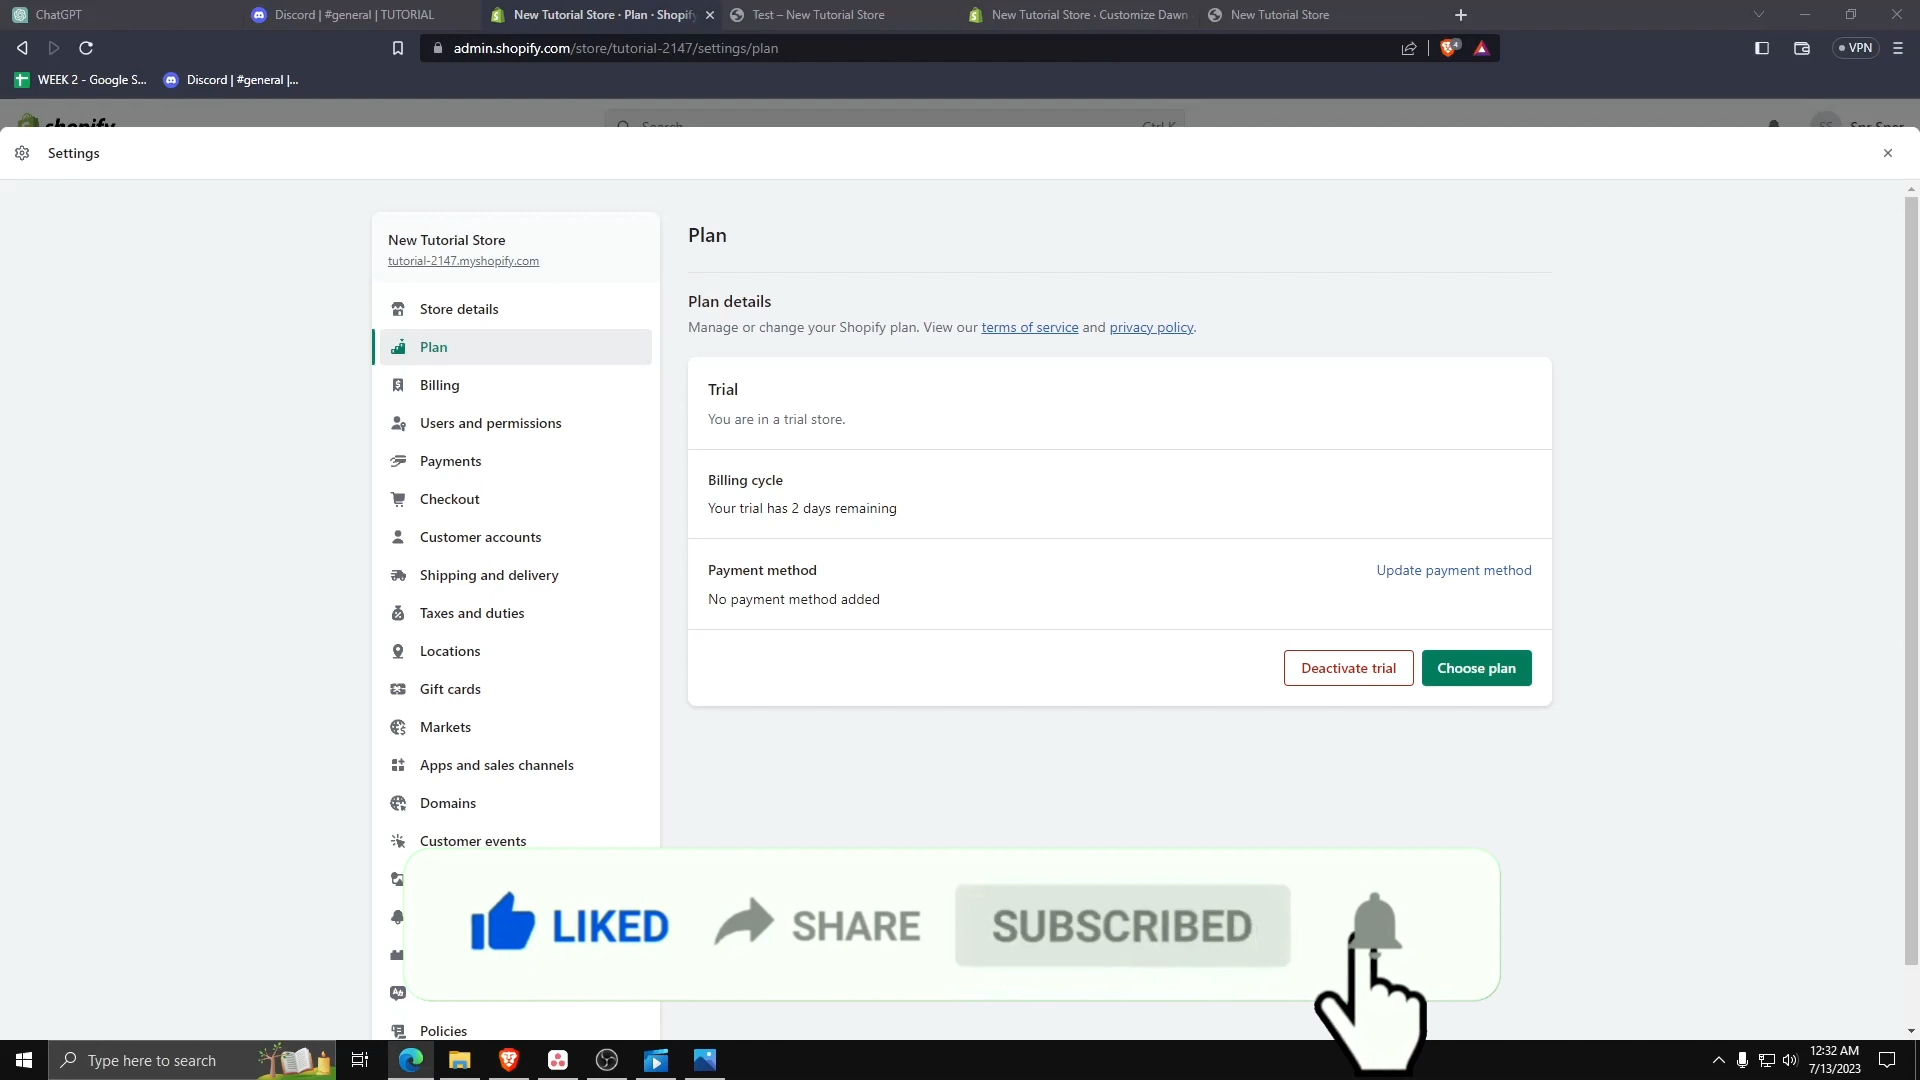 ChatGPT
Discord | #general | TUTORIAL
New Tutorial Store · Plan · Shopify
Test – New Tutorial Store
New Tutorial Store · Customize Dawn
New Tutorial Store
admin.shopify.com/store/tutorial-2147/settings/plan
4
VPN
WEEK 2 - Google S...
Discord | #general |...
shopify
Search
Ctrl K
SS
Settings
New Tutorial Store
tutorial-2147.myshopify.com
Store details
Plan
Billing
Users and permissions
Payments
Checkout
Customer accounts
Shipping and delivery
Taxes and duties
Locations
Gift cards
Markets
Apps and sales channels
Domains
Customer events
Policies
Plan
Plan details
Manage or change your Shopify plan. View our terms of service and privacy policy.
Trial
You are in a trial store.
Billing cycle
Your trial has 2 days remaining
Payment method
Update payment method
No payment method added
Deactivate trial
Choose plan
LIKED
SHARE
SUBSCRIBED
Type here to search
12:32 AM
7/13/2023